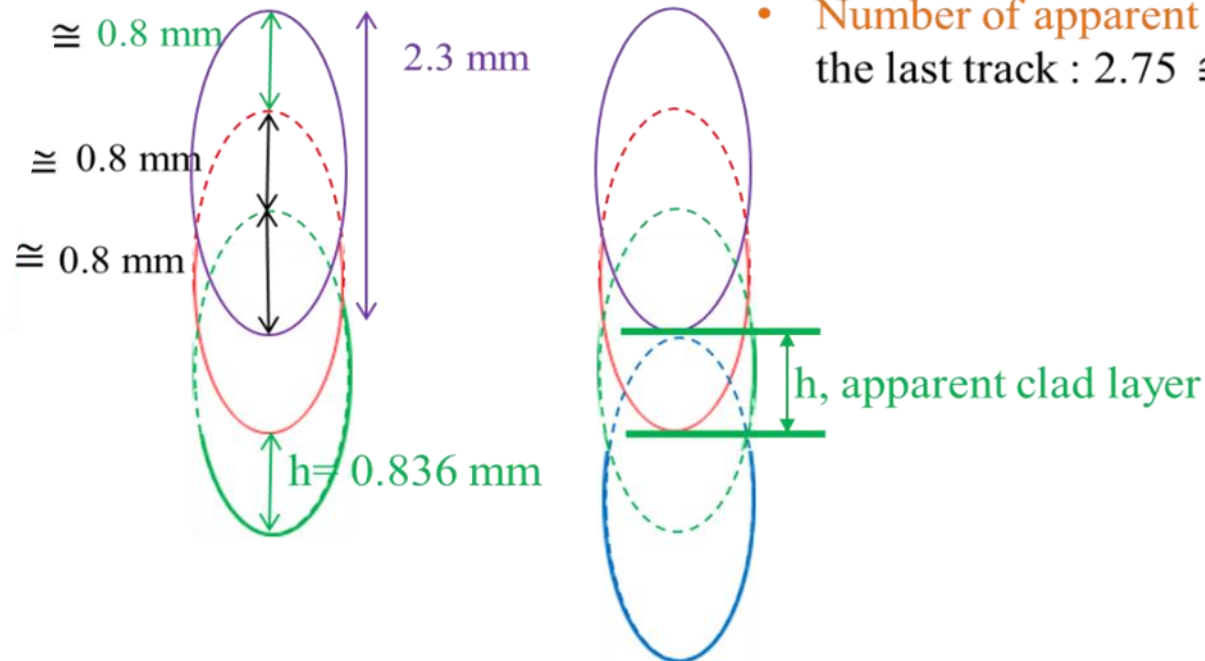 ≅ 0.8 mm
2.3 mm
≅ 0.8 mm
≅ 0.8 mm
h= 0.836 mm
• Number of apparent
the last track : 2.75
h, apparent clad layer